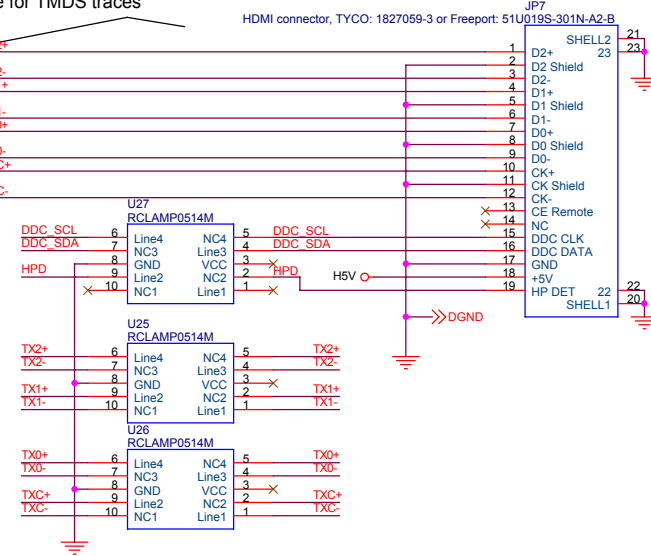 e for TMDS traces
JP7
HDMI connector, TYCO: 1827059-3 or Freeport: 51U019S-301N-A2-B
2+
2-
1+
1-
0+
0-
C+
C-
1 D2+
2 D2 Shield
3 D2-
4 D1+
5 D1 Shield
6 D1-
7 D0+
8 D0 Shield
9 D0-
10 CK+
11 CK Shield
12 CK-
13 CE Remote
14 NC
15 DDC CLK
16 DDC DATA
17 GND
18 +5V
19 HP DET
SHELL2 21
23 23
22 22
SHELL1 20
H5V
DGND
U27
RCLAMP0514M
DDC_SCL 6 Line4 NC4 5 DDC_SCL
DDC_SDA 7 NC3 Line3 4 DDC_SDA
8 GND VCC 3
HPD 9 Line2 NC2 2 HPD
10 NC1 Line1 1
U25
RCLAMP0514M
TX2+ 6 Line4 NC4 5 TX2+
TX2- 7 NC3 Line3 4 TX2-
8 GND VCC 3
TX1+ 9 Line2 NC2 2 TX1+
TX1- 10 NC1 Line1 1 TX1-
U26
RCLAMP0514M
TX0+ 6 Line4 NC4 5 TX0+
TX0- 7 NC3 Line3 4 TX0-
8 GND VCC 3
TXC+ 9 Line2 NC2 2 TXC+
TXC- 10 NC1 Line1 1 TXC-